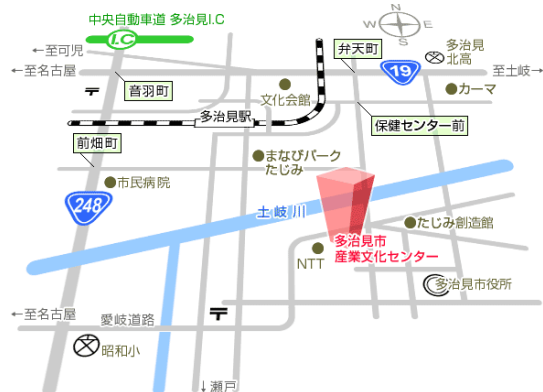 中央自動車道 多治見I.C
I.C
N
W
E
S
←至可児
←至名古屋
弁天町
多治見
北高
19
至土岐→
音羽町
文化会館
カーマ
多治見駅
保健センター前
前畑町
まなびパーク
たじみ
市民病院
248
土岐川
たじみ創造館
多治見市
産業文化センター
NTT
多治見市役所
←至名古屋
愛岐道路
昭和小
↓瀬戸